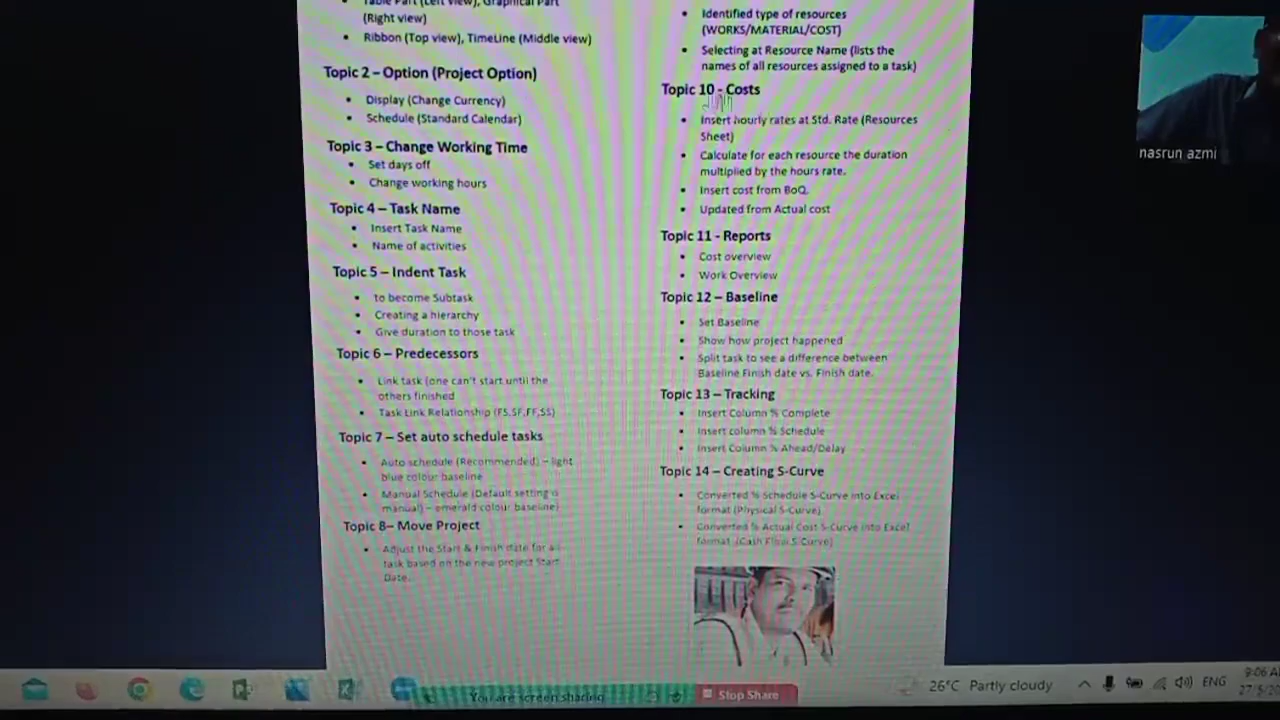 Table Part (Left view), Graphical Part
(Right view)
Ribbon (Top view), TimeLine (Middle view)
Topic 2 – Option (Project Option)
Display (Change Currency)
Schedule (Standard Calendar)
Topic 3 – Change Working Time
Set days off
Change working hours
Topic 4 – Task Name
Insert Task Name
Name of activities
Topic 5 – Indent Task
to become Subtask
Creating a hierarchy
Give duration to those task
Topic 6 – Predecessors
Link task (one can't start until the
others finished
Task Link Relationship (FS,SF,FF,SS)
Topic 7 – Set auto schedule tasks
Auto schedule (Recommended) – light
blue colour baseline
Manual Schedule (Default setting is
manual) – emerald colour baseline)
Topic 8– Move Project
Adjust the Start & Finish date for all
task based on the new project Start
Date.
Identified type of resources
(WORKS/MATERIAL/COST)
Selecting at Resource Name (lists the
names of all resources assigned to a task)
Topic 10 - Costs
Insert hourly rates at Std. Rate (Resources
Sheet)
Calculate for each resource the duration
multiplied by the hours rate.
Insert cost from BoQ.
Updated from Actual cost
Topic 11 - Reports
Cost overview
Work Overview
Topic 12 – Baseline
Set Baseline
Show how project happened
Split task to see a difference between
Baseline Finish date vs. Finish date.
Topic 13 – Tracking
Insert Column % Complete
Insert column % Schedule
Insert Column % Ahead/Delay
Topic 14 – Creating S-Curve
Converted % Schedule S-Curve into Excel
format (Physical S-Curve)
Converted % Actual Cost S-Curve into Excel
format (Cash Flow S-Curve)
nasrun azmi
You are screen sharing
Stop Share
26°C Partly cloudy
ENG
9:06 A
27/5/20